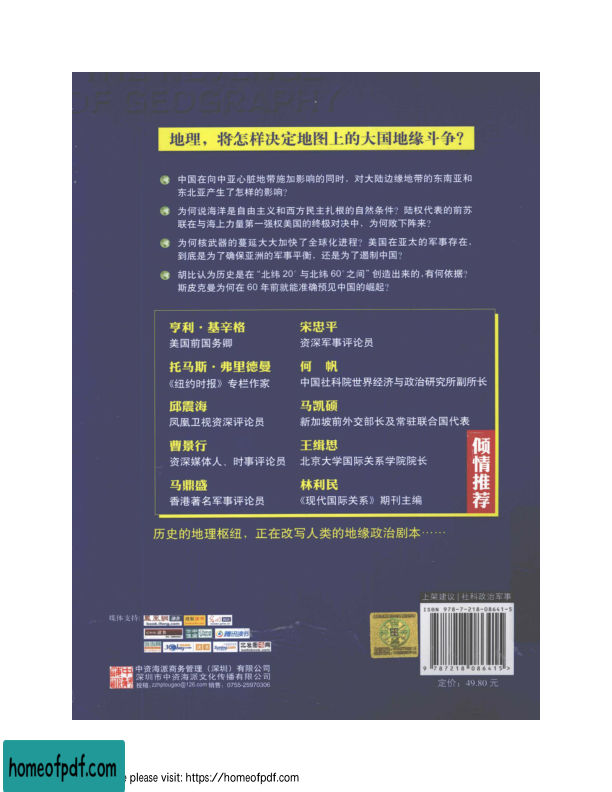 THE REVENGE
OF GEOGRAPHY
地理，将怎样决定地图上的大国地缘斗争？
中国在向中亚心脏地带施加影响的同时，对大陆边缘地带的东南亚和
东北亚产生了怎样的影响？
为何说海洋是自由主义和西方民主扎根的自然条件？陆权代表的前苏
联在与海上力量第一强权美国的终极对决中，为何败下阵来？
为何核武器的蔓延大大加快了全球化进程？美国在亚太的军事存在，
到底是为了确保亚洲的军事平衡，还是为了遏制中国？
胡比认为历史是在“北纬20°与北纬60°之间”创造出来的，有何依据？
斯皮克曼为何在60年前就能准确预见中国的崛起？
亨利·基辛格 宋忠平
美国前国务卿 资深军事评论员
托马斯·弗里德曼 何 帆
《纽约时报》专栏作家 中国社科院世界经济与政治研究所副所长
邱震海 马凯硕
凤凰卫视资深评论员 新加坡前外交部长及常驻联合国代表
曹景行 王缉思
资深媒体人、时事评论员 北京大学国际关系学院院长
马鼎盛 林利民
香港著名军事评论员 《现代国际关系》期刊主编
倾情推荐
历史的地理枢纽，正在改写人类的地缘政治剧本……
上架建议|社科政治军事
ISBN 978-7-218-08641-5
9 787218 086415 >
定价：49.80元
媒体支持:
腾讯读书
中资海派商务管理（深圳）有限公司
深圳市中资海派文化传播有限公司
投稿: zzhptougao@126.com 销售: 0755-25970306
homeofpdf.com
please visit: https://homeofpdf.com